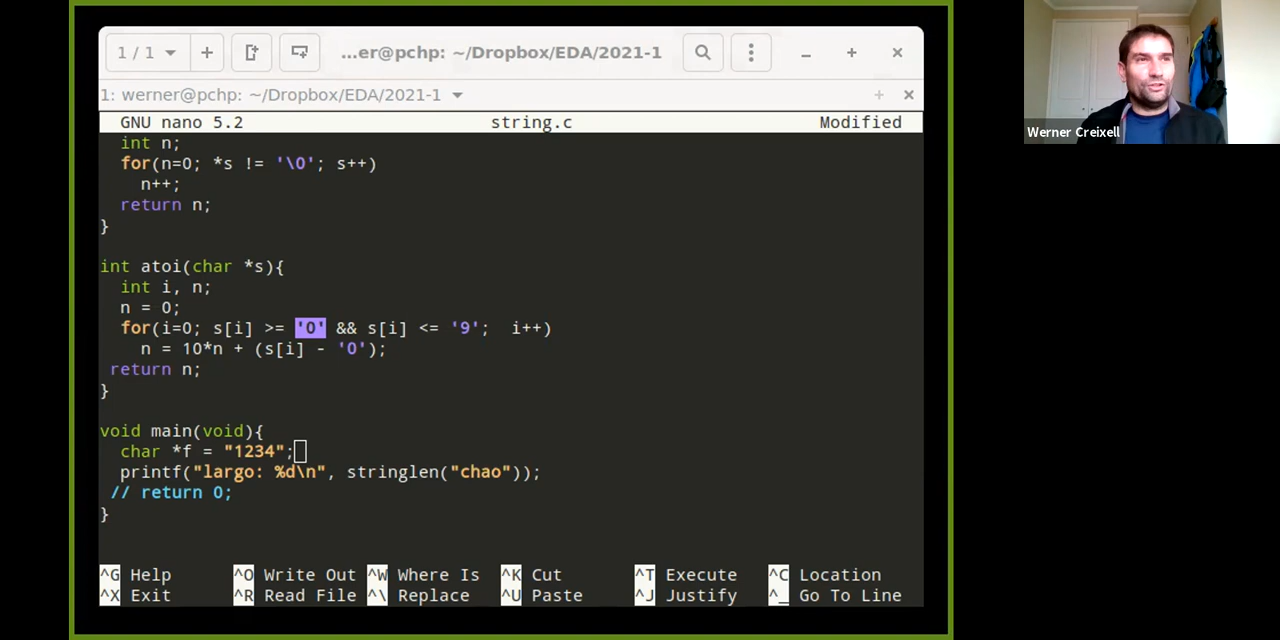 1 / 1
…er@pchp: ~/Dropbox/EDA/2021-1
1: werner@pchp: ~/Dropbox/EDA/2021-1
GNU nano 5.2 string.c Modified
int n;
for(n=0; *s != '\0'; s++)
n++;
return n;
}
int atoi(char *s){
int i, n;
n = 0;
for(i=0; s[i] >= '0' && s[i] <= '9';  i++)
n = 10*n + (s[i] - '0');
return n;
}
void main(void){
char *f = "1234";
printf("largo: %d\n", stringlen("chao"));
// return 0;
}
^G Help ^O Write Out ^W Where Is ^K Cut ^T Execute ^C Location
^X Exit ^R Read File ^\ Replace ^U Paste ^J Justify ^_ Go To Line
Werner Creixell